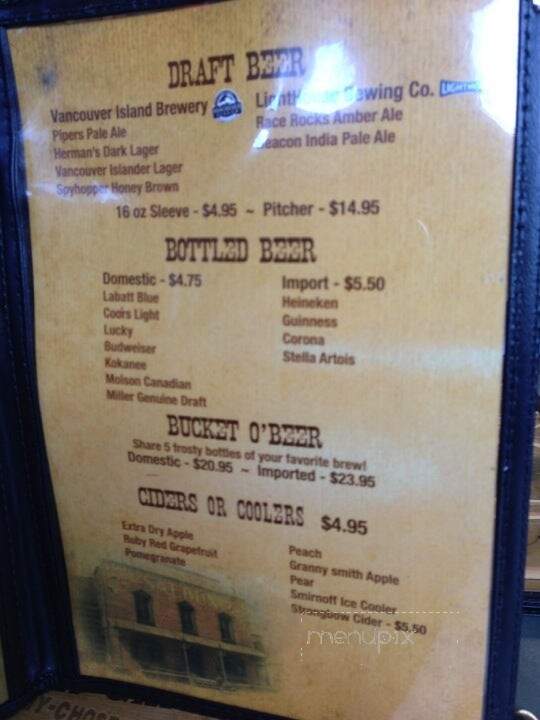 DRAFT BEER
Vancouver Island Brewery
Pipers Pale Ale
Herman's Dark Lager
Vancouver Islander Lager
Spyhopper Honey Brown
Brewing Co.
Race Rocks Amber Ale
Beacon India Pale Ale
16 oz Sleeve - $4.95 ~ Pitcher - $14.95
BOTTLED BEER
Domestic - $4.75
Labatt Blue
Coors Light
Lucky
Budweiser
Kokanee
Molson Canadian
Miller Genuine Draft
Import - $5.50
Heineken
Guinness
Corona
Stella Artois
BUCKET O'BEER
Share 5 frosty bottles of your favorite brew!
Domestic - $20.95 ~ Imported - $23.95
CIDERS OR COOLERS $4.95
Extra Dry Apple
Ruby Red Grapefruit
Pomegranate
Peach
Granny smith Apple
Pear
Smirnoff Ice Cooler
Strongbow Cider - $5.50
menupix